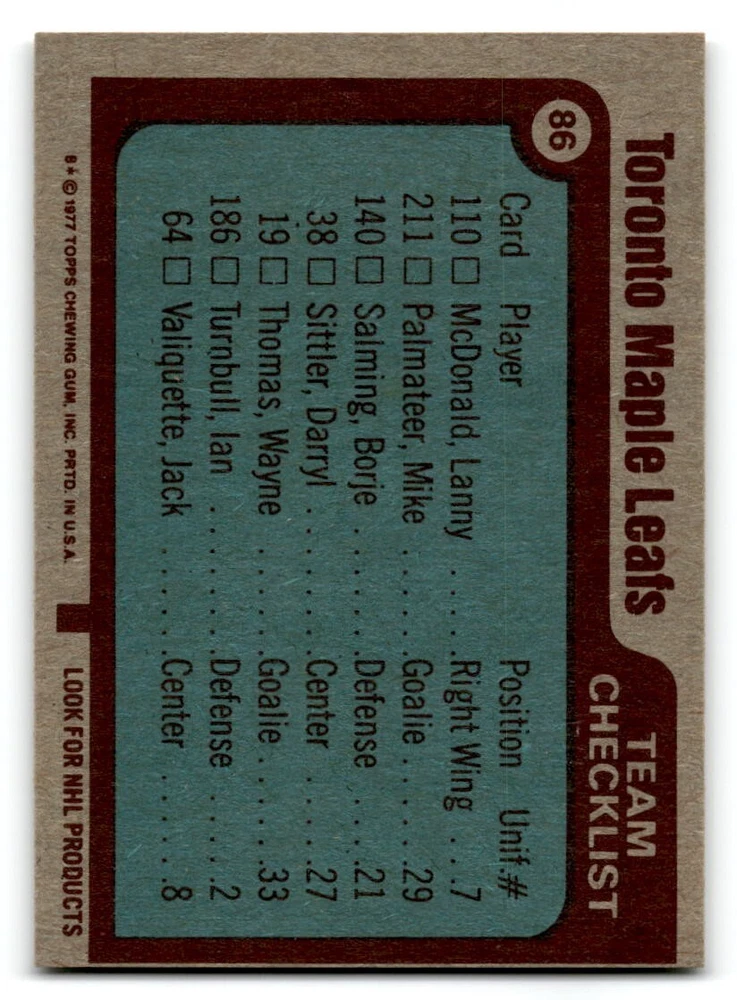 86
Toronto Maple Leafs
TEAM
CHECKLIST
Card Player Position Unif.#
110 □ McDonald, Lanny . . . . . Right Wing . . .7
211 □ Palmateer, Mike . . . . . Goalie . . . . . .29
140 □ Salming, Borje . . . . . . Defense . . . . .21
38 □ Sittler, Darryl . . . . . . Center . . . . . .27
19 □ Thomas, Wayne . . . . . Goalie . . . . . .33
186 □ Turnbull, Ian . . . . . . . Defense . . . . .2
64 □ Valiquette, Jack . . . . . Center . . . . . .8
B* © 1977 TOPPS CHEWING GUM, INC. PRTD. IN U.S.A.
LOOK FOR NHL PRODUCTS